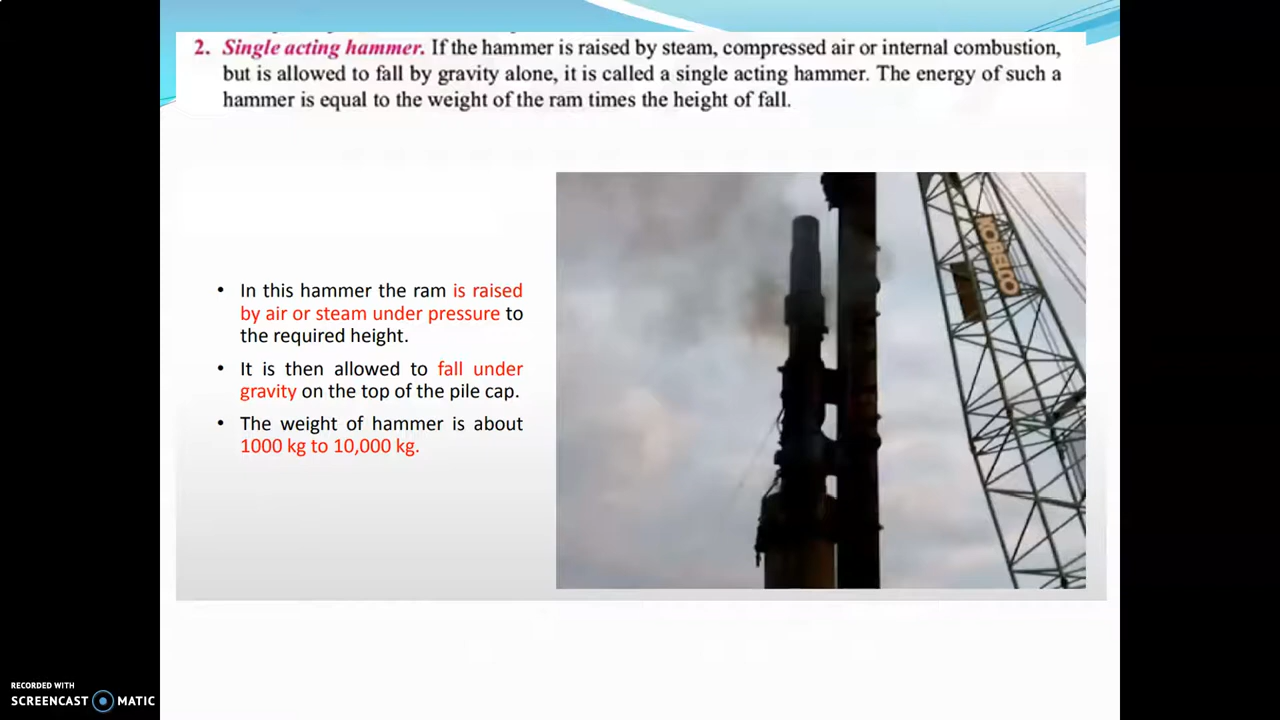 2. Single acting hammer. If the hammer is raised by steam, compressed air or internal combustion,
but is allowed to fall by gravity alone, it is called a single acting hammer. The energy of such a
hammer is equal to the weight of the ram times the height of fall.
• In this hammer the ram is raised
by air or steam under pressure to
the required height.
• It is then allowed to fall under
gravity on the top of the pile cap.
• The weight of hammer is about
1000 kg to 10,000 kg.
KOBELCO
RECORDED WITH
SCREENCAST MATIC